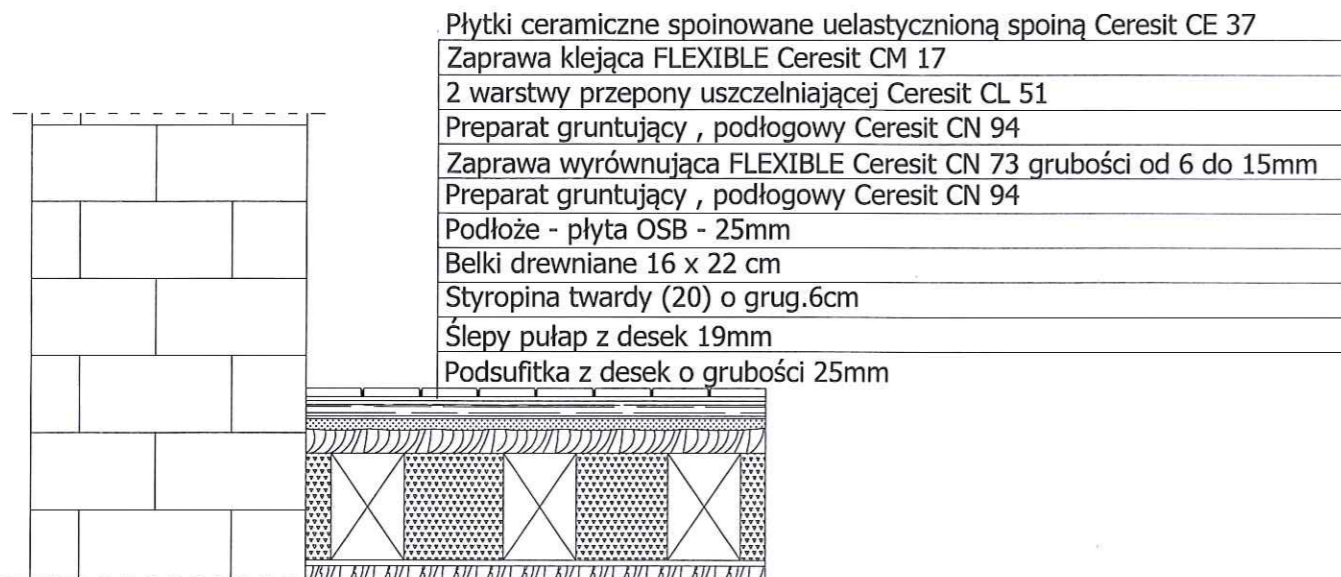 Płytki ceramiczne spoinowane uelastycznioną spoiną Ceresit CE 37
Zaprawa klejąca FLEXIBLE Ceresit CM 17
2 warstwy przepony uszczelniającej Ceresit CL 51
Preparat gruntujący , podłogowy Ceresit CN 94
Zaprawa wyrównująca FLEXIBLE Ceresit CN 73 grubości od 6 do 15mm
Preparat gruntujący , podłogowy Ceresit CN 94
Podłoże - płyta OSB - 25mm
Belki drewniane 16 x 22 cm
Styropina twardy (20) o grug.6cm
Ślepy pułap z desek 19mm
Podsufitka z desek o grubości 25mm